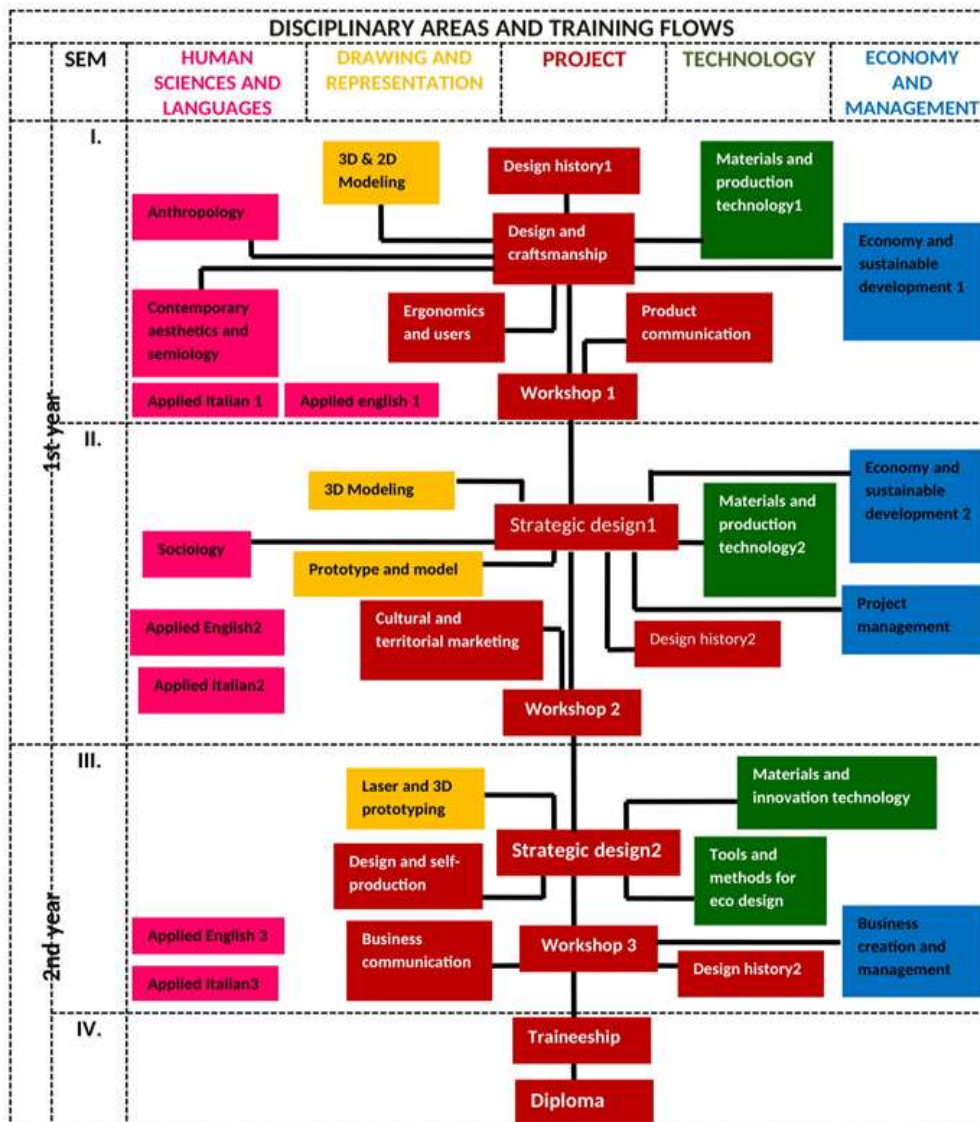 DISCIPLINARY AREAS AND TRAINING FLOWS
SEM
HUMAN
SCIENCES AND
LANGUAGES
DRAWING AND
REPRESENTATION
PROJECT
TECHNOLOGY
ECONOMY
AND
MANAGEMENT
1st year
I.
3D & 2D
Modeling
Design history1
Materials and
production
technology1
Anthropology
Design and
craftsmanship
Economy and
sustainable
development 1
Contemporary
aesthetics and
semiology
Ergonomics
and users
Product
communication
Applied Italian 1
Applied english 1
Workshop 1
II.
3D Modeling
Economy and
sustainable
development 2
Strategic design1
Materials and
production
technology2
Sociology
Prototype and model
Applied English2
Cultural and
territorial marketing
Design history2
Project
management
Applied Italian2
Workshop 2
2nd year
III.
Laser and 3D
prototyping
Materials and
innovation technology
Strategic design2
Design and self-
production
Tools and
methods for
eco design
Applied English 3
Business
communication
Workshop 3
Design history2
Business
creation and
management
Applied Italian3
IV.
Traineeship
Diploma